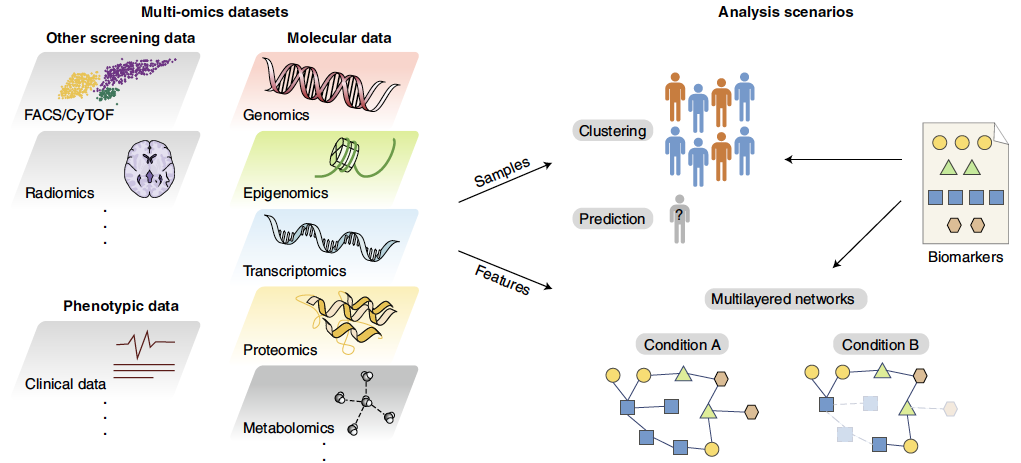 Multi-omics datasets
Analysis scenarios
Other screening data
Molecular data
FACS/CyTOF
Genomics
Radiomics
Epigenomics
Transcriptomics
Phenotypic data
Proteomics
Clinical data
Metabolomics
Samples
Features
Clustering
Prediction
?
Biomarkers
Multilayered networks
Condition A
Condition B